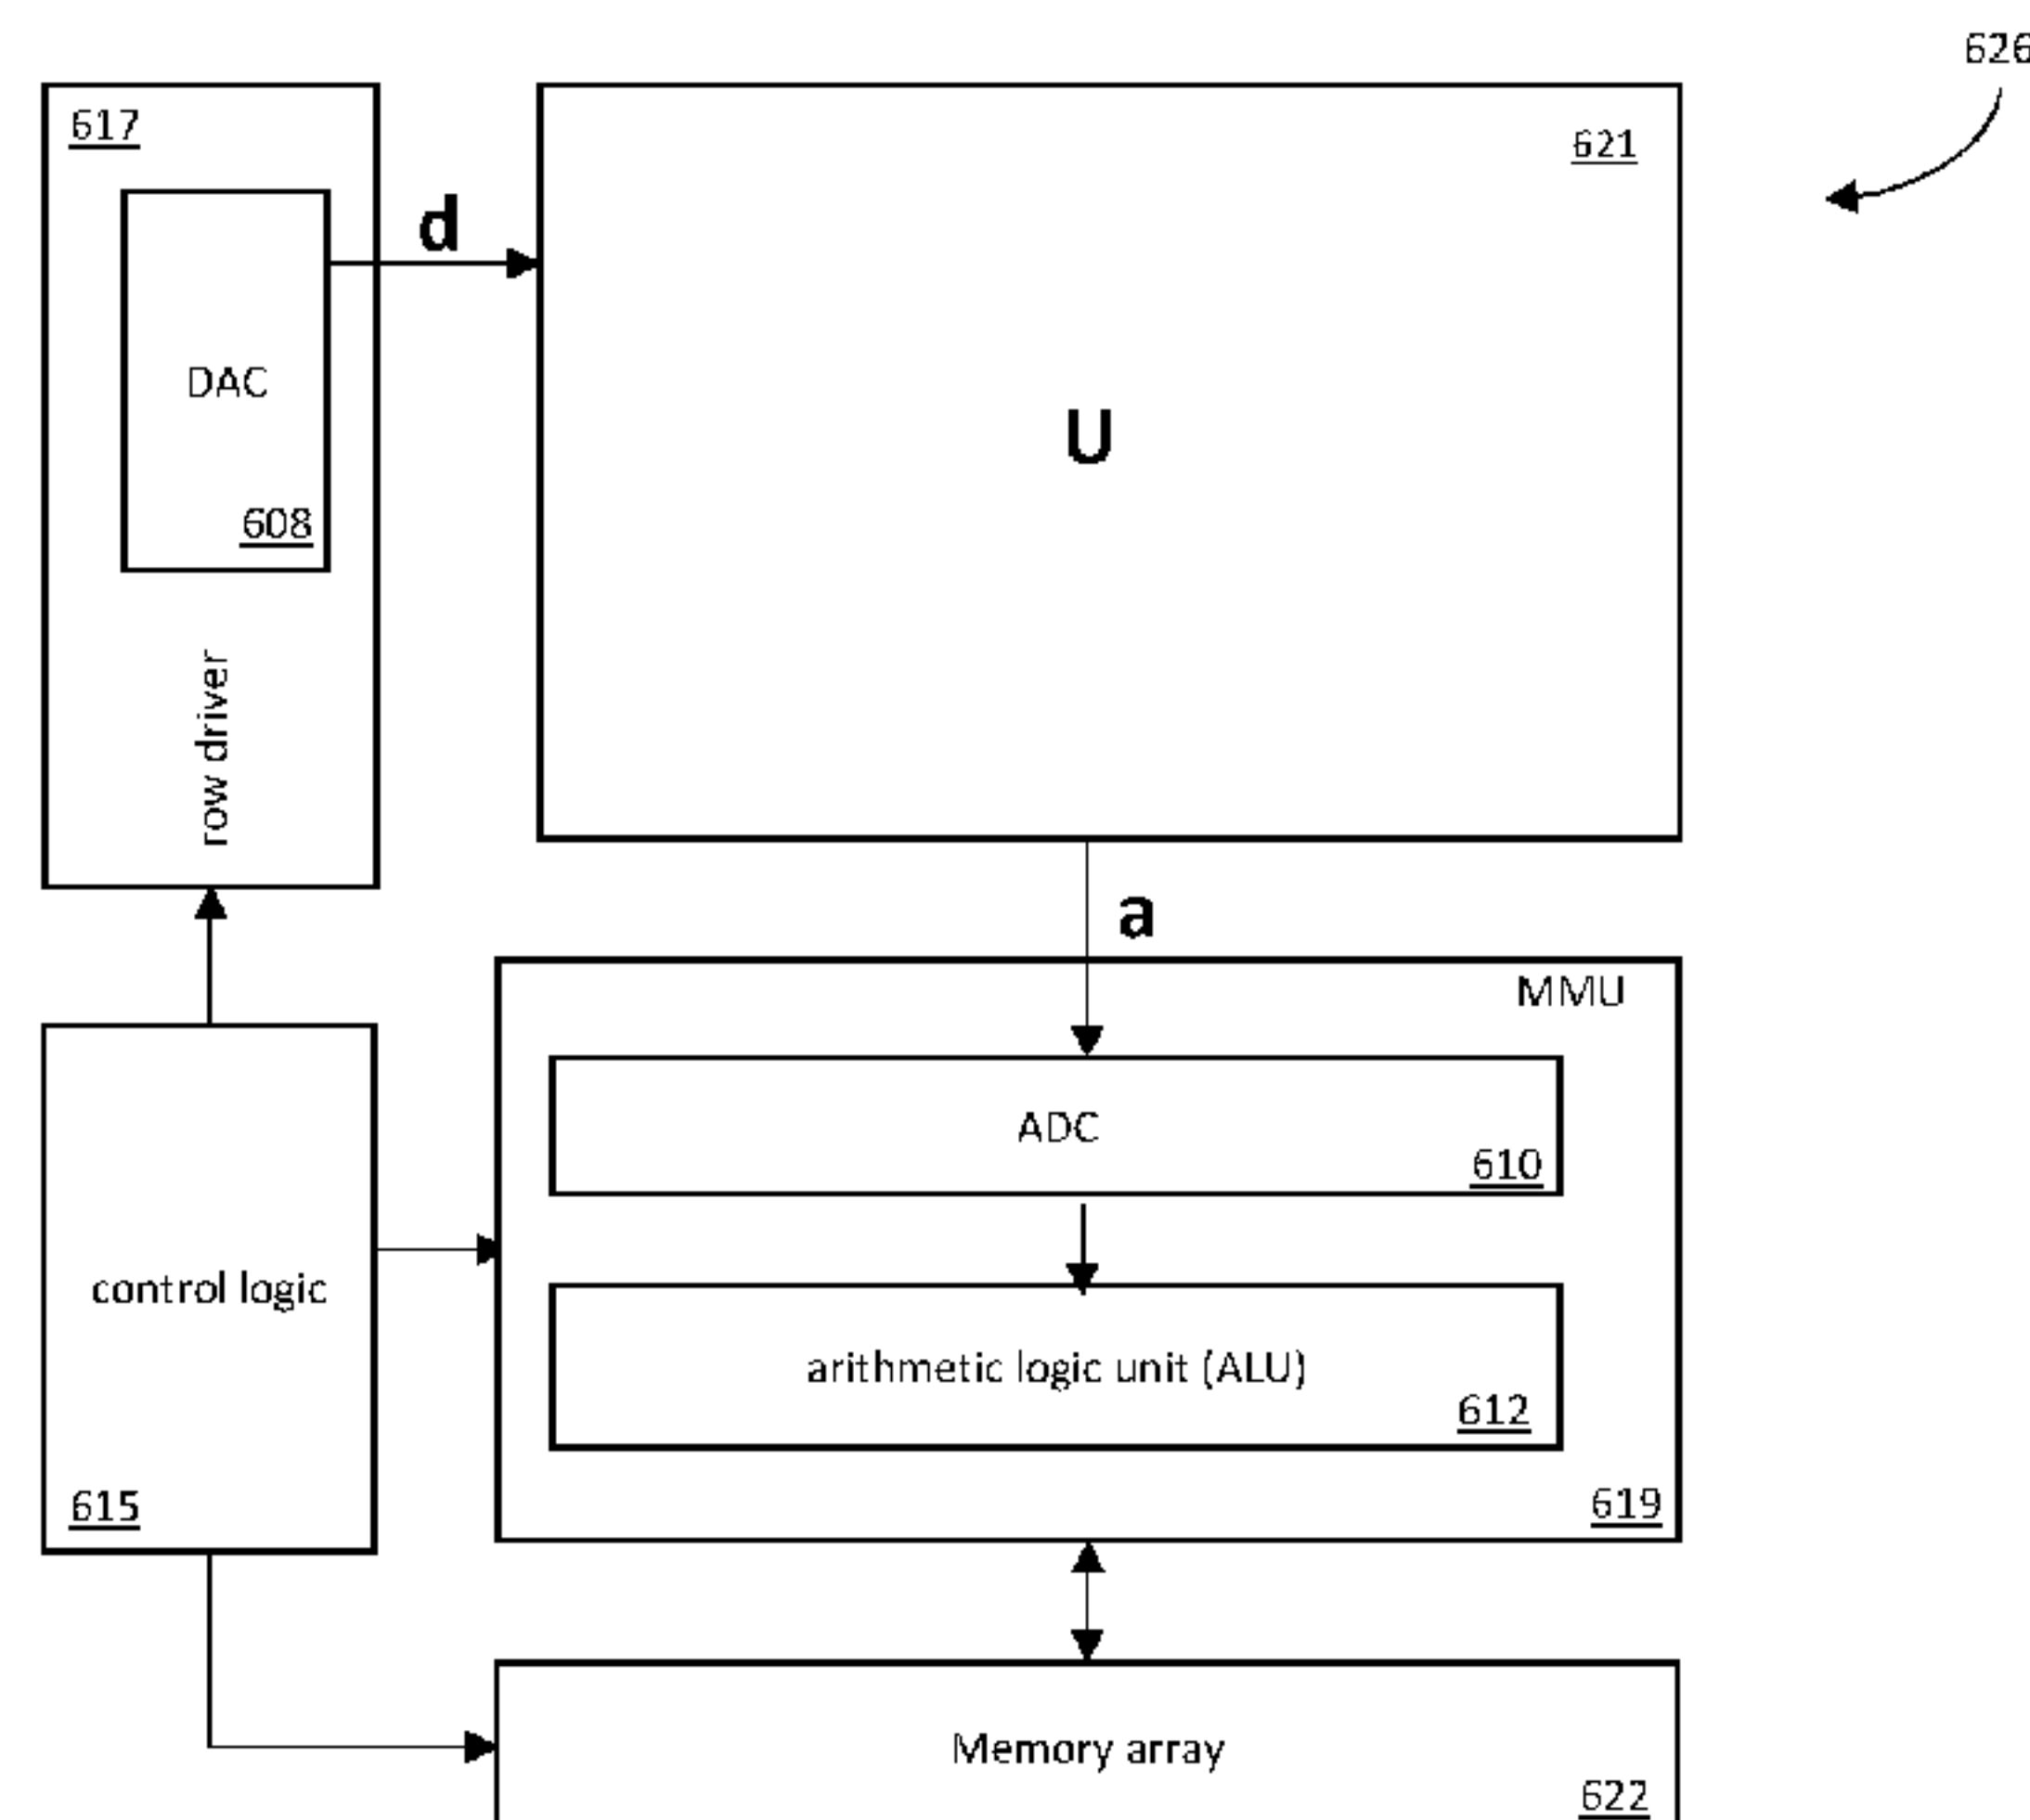 626
617
621
d
DAC
U
608
row driver
a
MMU
ADC
610
control logic
arithmetic logic unit (ALU)
612
615
619
Memory array
622